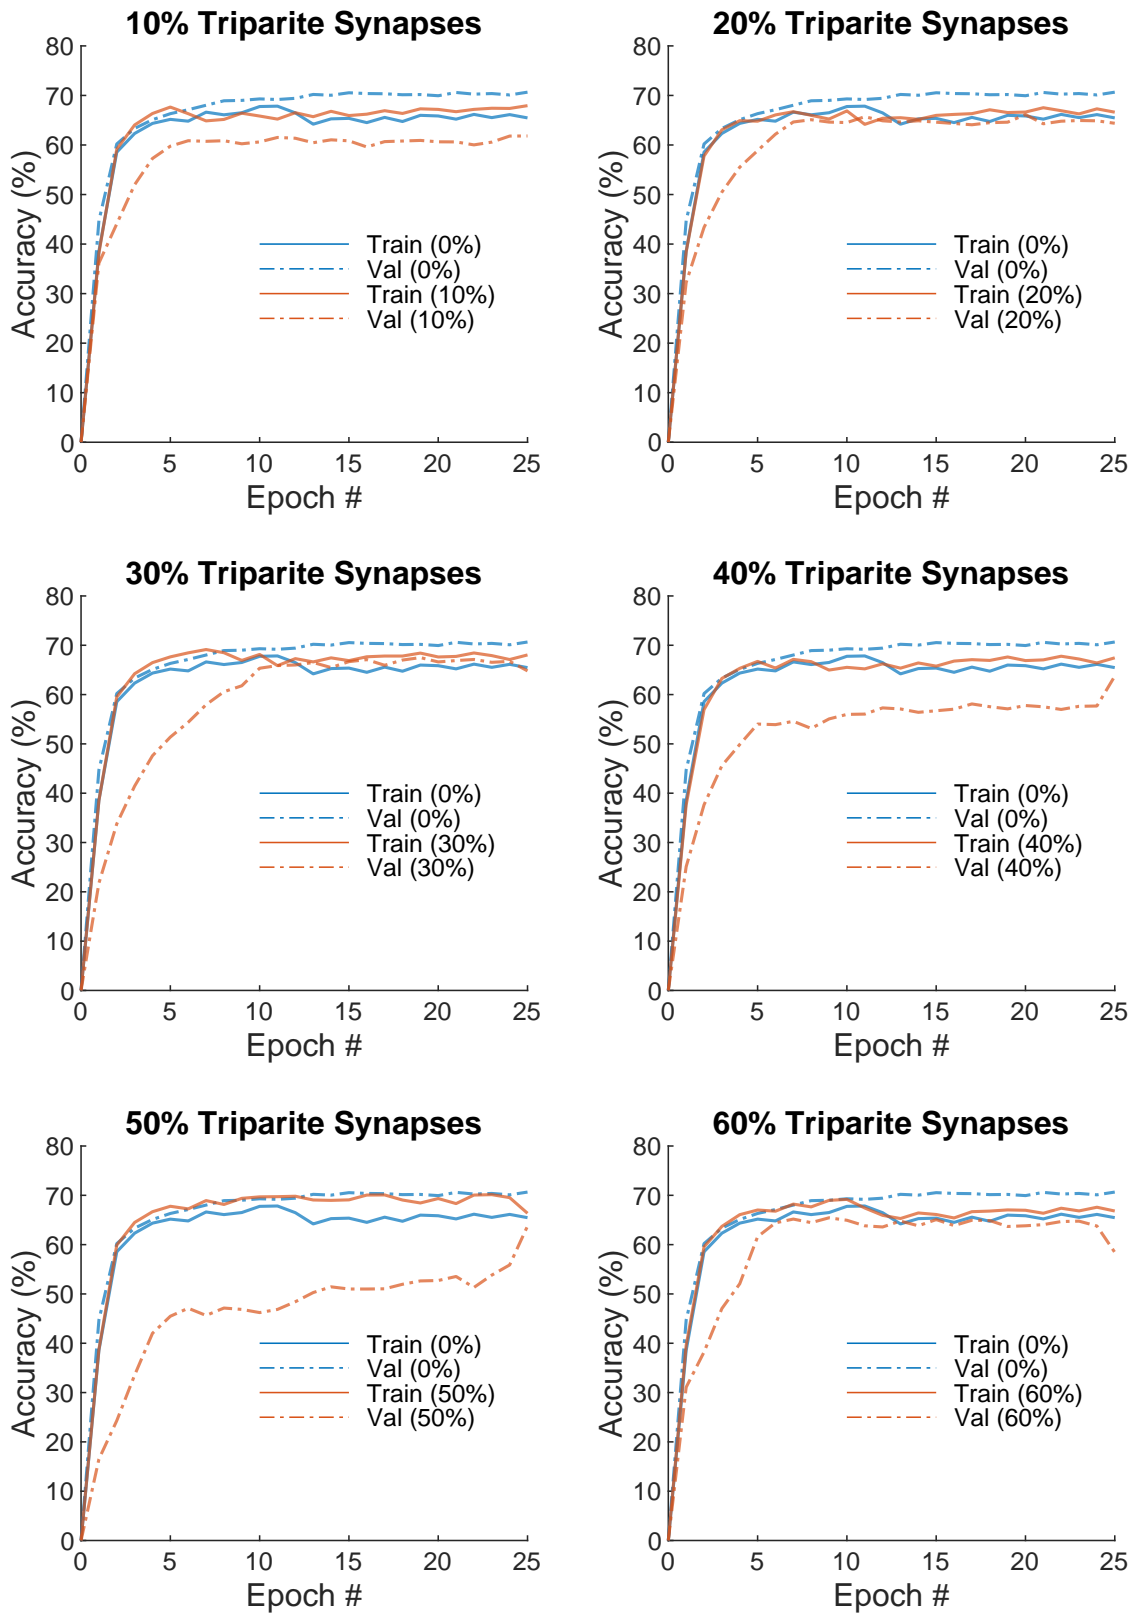 10% Triparite Synapses
80
70
60
50
40
30
20
10
0
Accuracy (%)
Train (0%)
Val (0%)
Train (10%)
Val (10%)
0 5 10 15 20 25
Epoch #
20% Triparite Synapses
80
70
60
50
40
30
20
10
0
Accuracy (%)
Train (0%)
Val (0%)
Train (20%)
Val (20%)
0 5 10 15 20 25
Epoch #
30% Triparite Synapses
80
70
60
50
40
30
20
10
0
Accuracy (%)
Train (0%)
Val (0%)
Train (30%)
Val (30%)
0 5 10 15 20 25
Epoch #
40% Triparite Synapses
80
70
60
50
40
30
20
10
0
Accuracy (%)
Train (0%)
Val (0%)
Train (40%)
Val (40%)
0 5 10 15 20 25
Epoch #
50% Triparite Synapses
80
70
60
50
40
30
20
10
0
Accuracy (%)
Train (0%)
Val (0%)
Train (50%)
Val (50%)
0 5 10 15 20 25
Epoch #
60% Triparite Synapses
80
70
60
50
40
30
20
10
0
Accuracy (%)
Train (0%)
Val (0%)
Train (60%)
Val (60%)
0 5 10 15 20 25
Epoch #